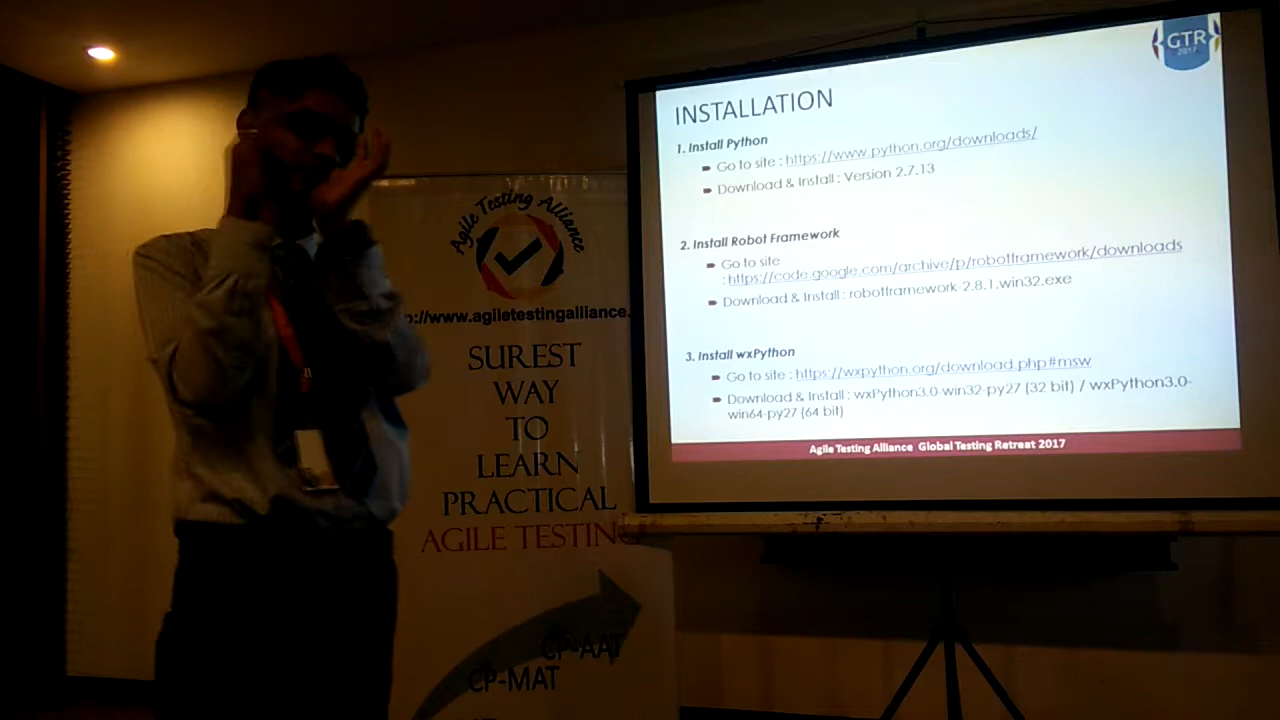 Agile Testing Alliance
p://www.agiletestingalliance.
SUREST
WAY
TO
LEARN
PRACTICAL
AGILE TESTING
CP-AAT
CP-MAT
GTR
2017
INSTALLATION
1. Install Python
Go to site : https://www.python.org/downloads/
Download & Install : Version 2.7.13
2. Install Robot Framework
Go to site
: https://code.google.com/archive/p/robotframework/downloads
Download & Install : robotframework-2.8.1.win32.exe
3. Install wxPython
Go to site : https://wxpython.org/download.php#msw
Download & Install : wxPython3.0-win32-py27 (32 bit) / wxPython3.0-
win64-py27 (64 bit)
Agile Testing Alliance Global Testing Retreat 2017